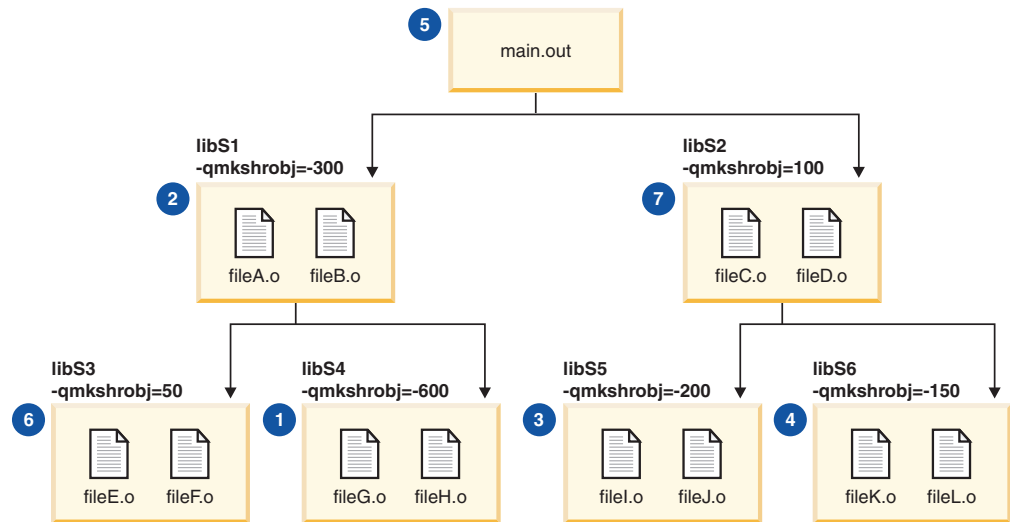 5
main.out
libS1
-qmkshrobj=-300
libS2
-qmkshrobj=100
2
fileA.o fileB.o
7
fileC.o fileD.o
libS3
-qmkshrobj=50
libS4
-qmkshrobj=-600
libS5
-qmkshrobj=-200
libS6
-qmkshrobj=-150
6
fileE.o fileF.o
1
fileG.o fileH.o
3
fileI.o fileJ.o
4
fileK.o fileL.o